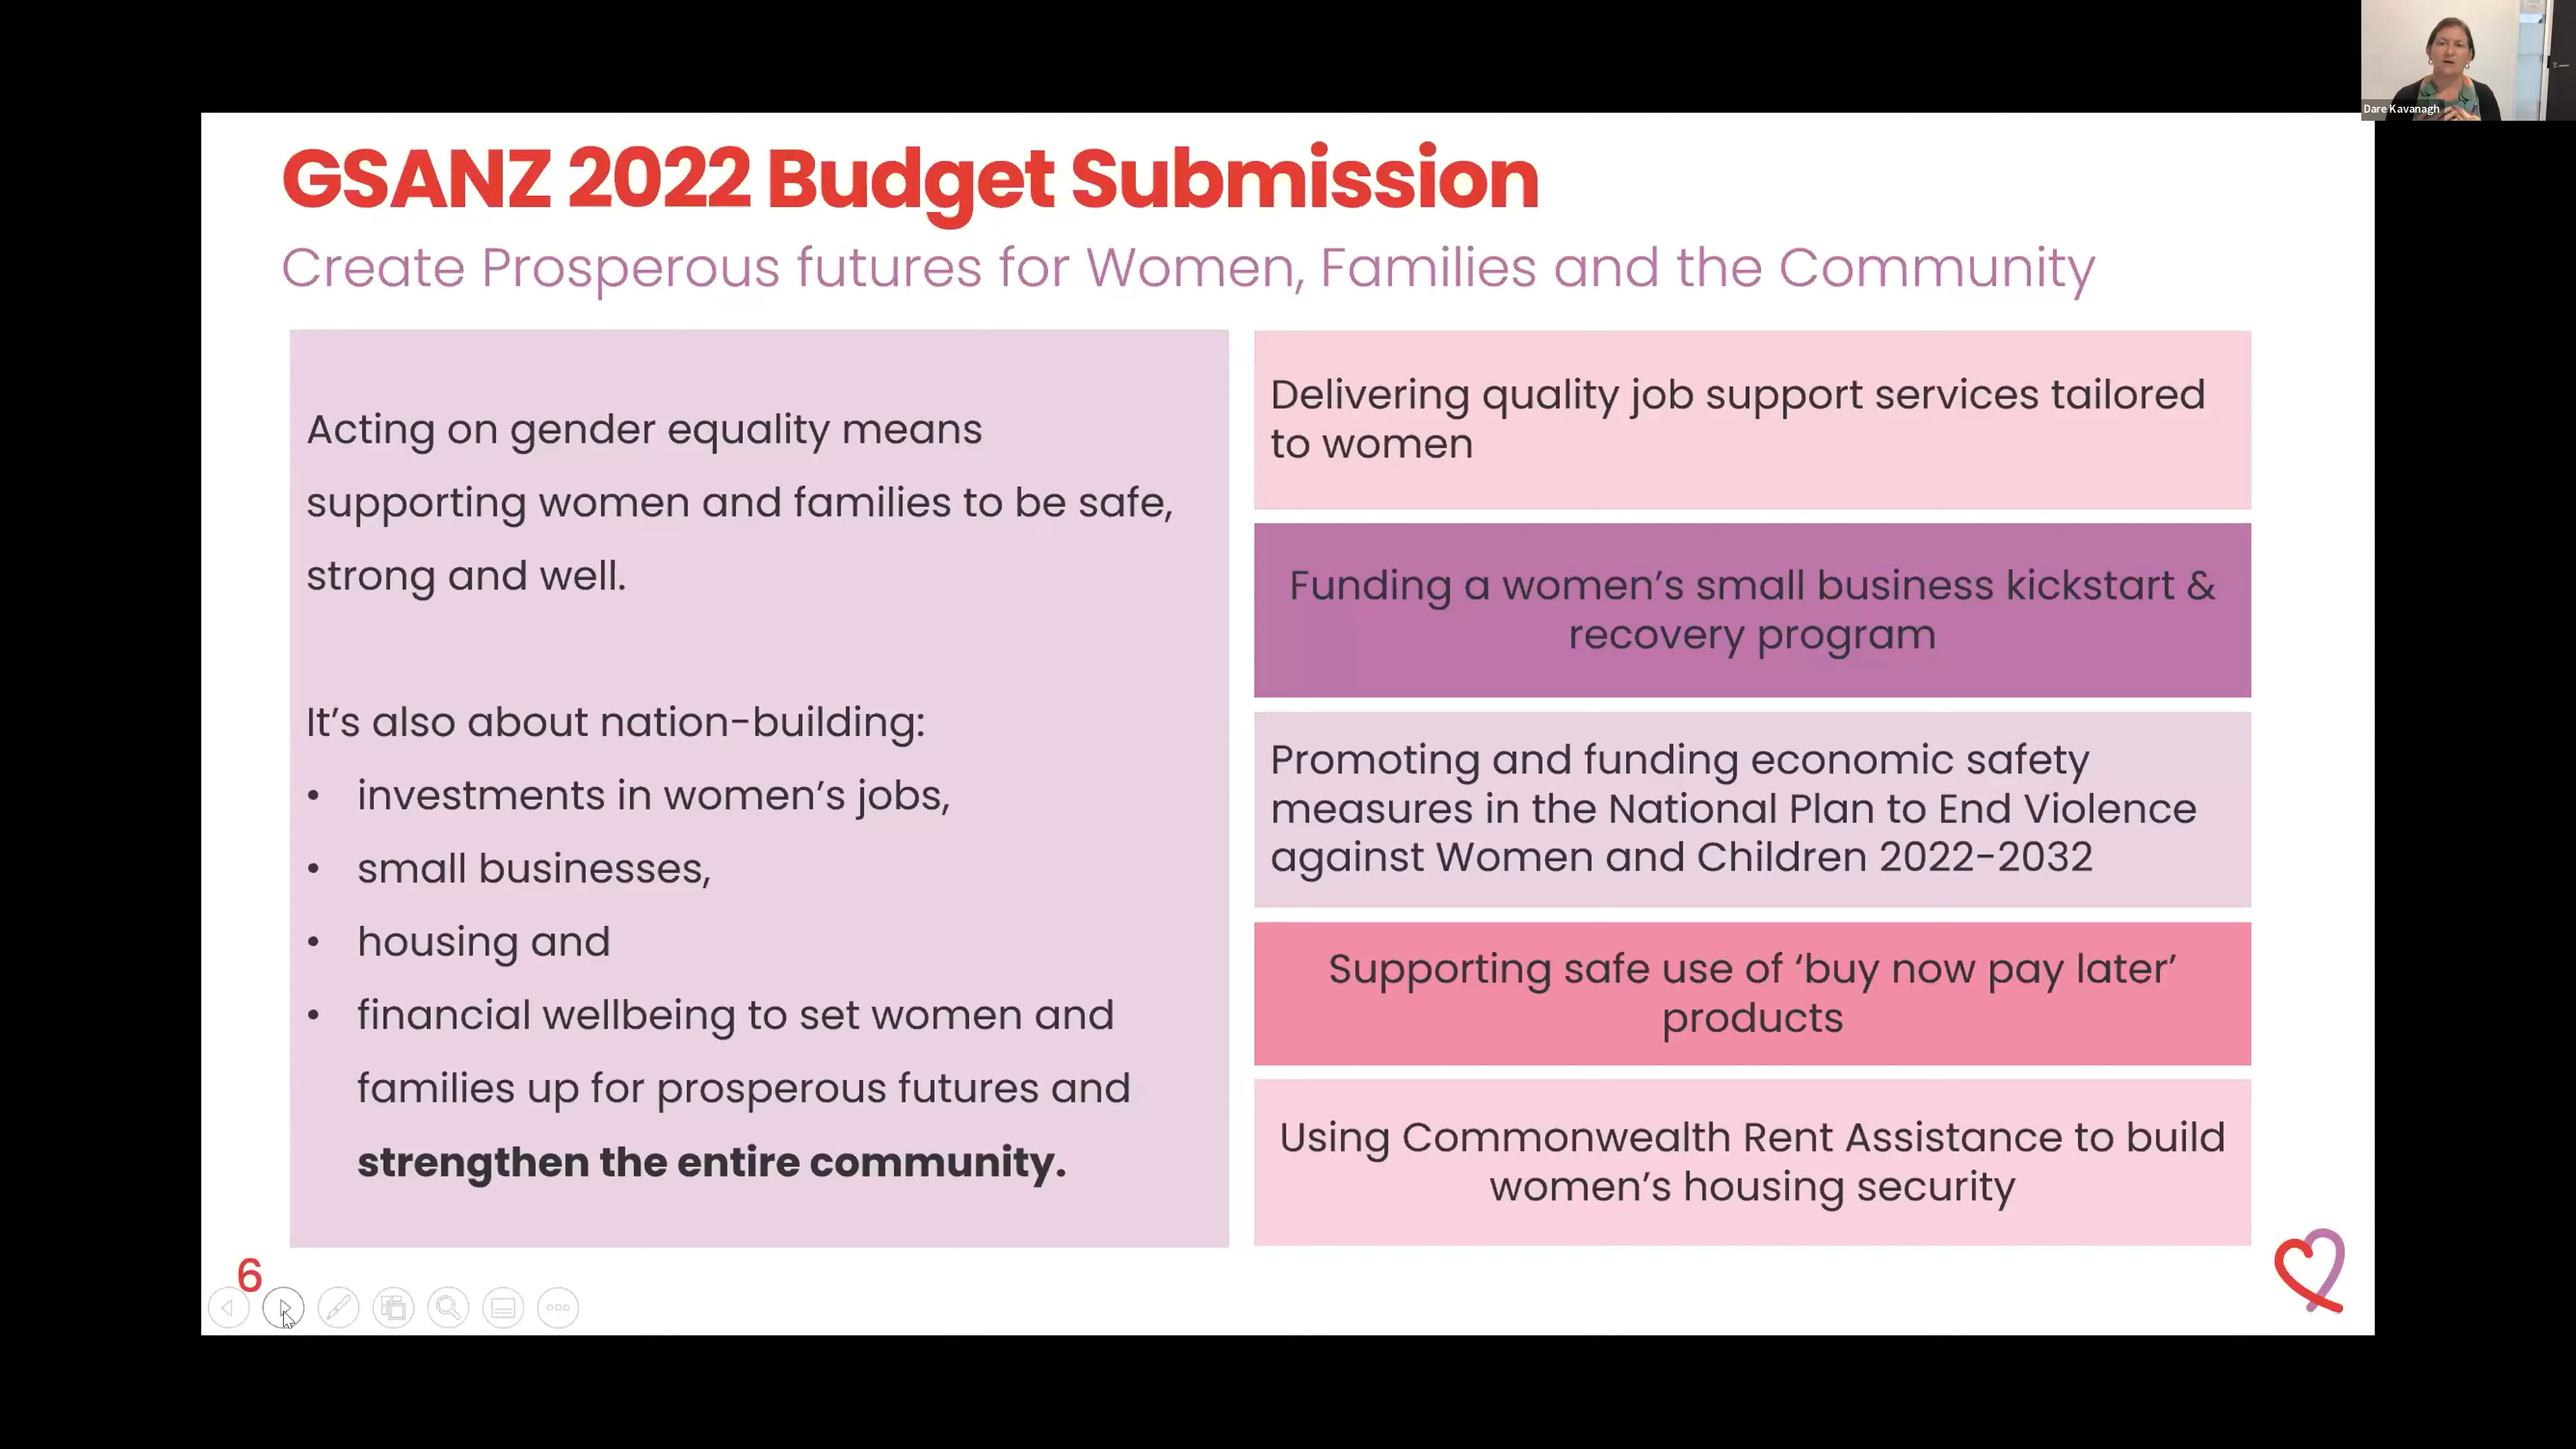 Dare Kavanagh
GSANZ 2022 Budget Submission
Create Prosperous futures for Women, Families and the Community
Acting on gender equality means
supporting women and families to be safe,
strong and well.
It’s also about nation-building:
• investments in women’s jobs,
• small businesses,
• housing and
• financial wellbeing to set women and
families up for prosperous futures and
strengthen the entire community.
Delivering quality job support services tailored
to women
Funding a women’s small business kickstart &
recovery program
Promoting and funding economic safety
measures in the National Plan to End Violence
against Women and Children 2022-2032
Supporting safe use of ‘buy now pay later’
products
Using Commonwealth Rent Assistance to build
women’s housing security
6